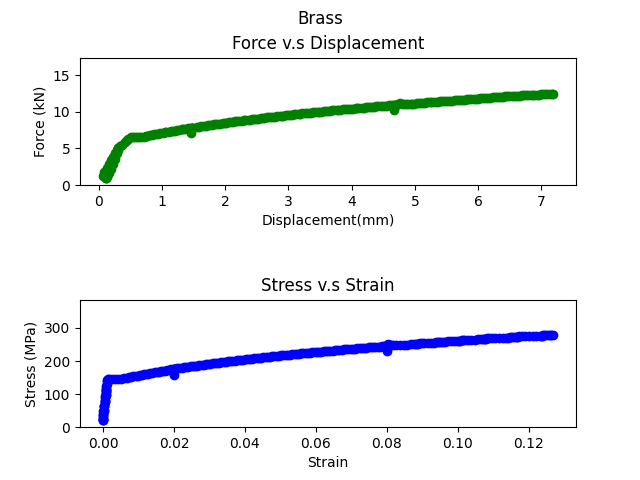 Brass
Force v.s Displacement
15
10
5
0
Force (kN)
0 1 2 3 4 5 6 7
Displacement(mm)
Stress v.s Strain
300
200
100
0
Stress (MPa)
0.00 0.02 0.04 0.06 0.08 0.10 0.12
Strain